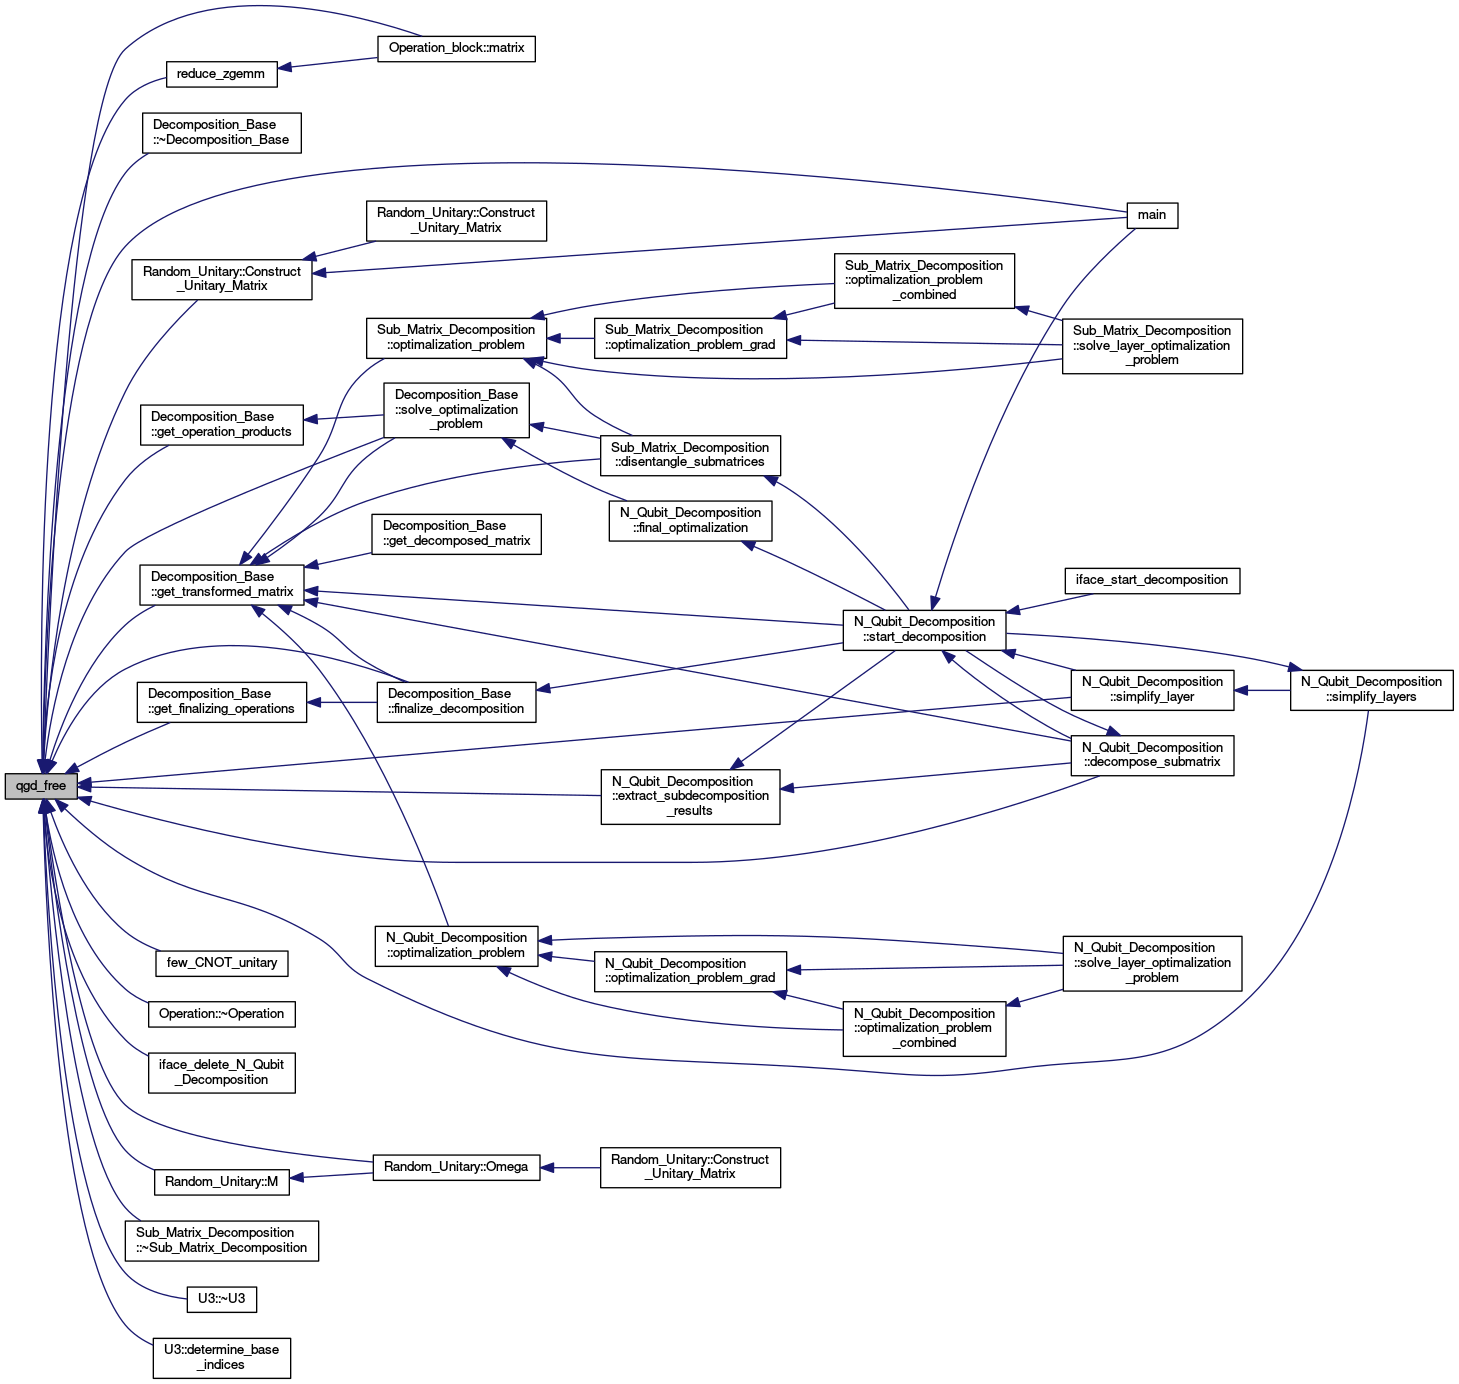 Operation_block::matrix
reduce_zgemm
Decomposition_Base
::~Decomposition_Base
Random_Unitary::Construct
_Unitary_Matrix
main
Random_Unitary::Construct
_Unitary_Matrix
Sub_Matrix_Decomposition
::optimalization_problem
_combined
Sub_Matrix_Decomposition
::optimalization_problem
Sub_Matrix_Decomposition
::optimalization_problem_grad
Sub_Matrix_Decomposition
::solve_layer_optimalization
_problem
Decomposition_Base
::solve_optimalization
_problem
Decomposition_Base
::get_operation_products
Sub_Matrix_Decomposition
::disentangle_submatrices
N_Qubit_Decomposition
::final_optimalization
Decomposition_Base
::get_decomposed_matrix
Decomposition_Base
::get_transformed_matrix
iface_start_decomposition
N_Qubit_Decomposition
::start_decomposition
Decomposition_Base
::get_finalizing_operations
Decomposition_Base
::finalize_decomposition
N_Qubit_Decomposition
::simplify_layer
N_Qubit_Decomposition
::simplify_layers
N_Qubit_Decomposition
::decompose_submatrix
qgd_free
N_Qubit_Decomposition
::extract_subdecomposition
_results
few_CNOT_unitary
N_Qubit_Decomposition
::optimalization_problem
N_Qubit_Decomposition
::optimalization_problem_grad
N_Qubit_Decomposition
::solve_layer_optimalization
_problem
Operation::~Operation
N_Qubit_Decomposition
::optimalization_problem
_combined
iface_delete_N_Qubit
_Decomposition
Random_Unitary::M
Random_Unitary::Omega
Random_Unitary::Construct
_Unitary_Matrix
Sub_Matrix_Decomposition
::~Sub_Matrix_Decomposition
U3::~U3
U3::determine_base
_indices